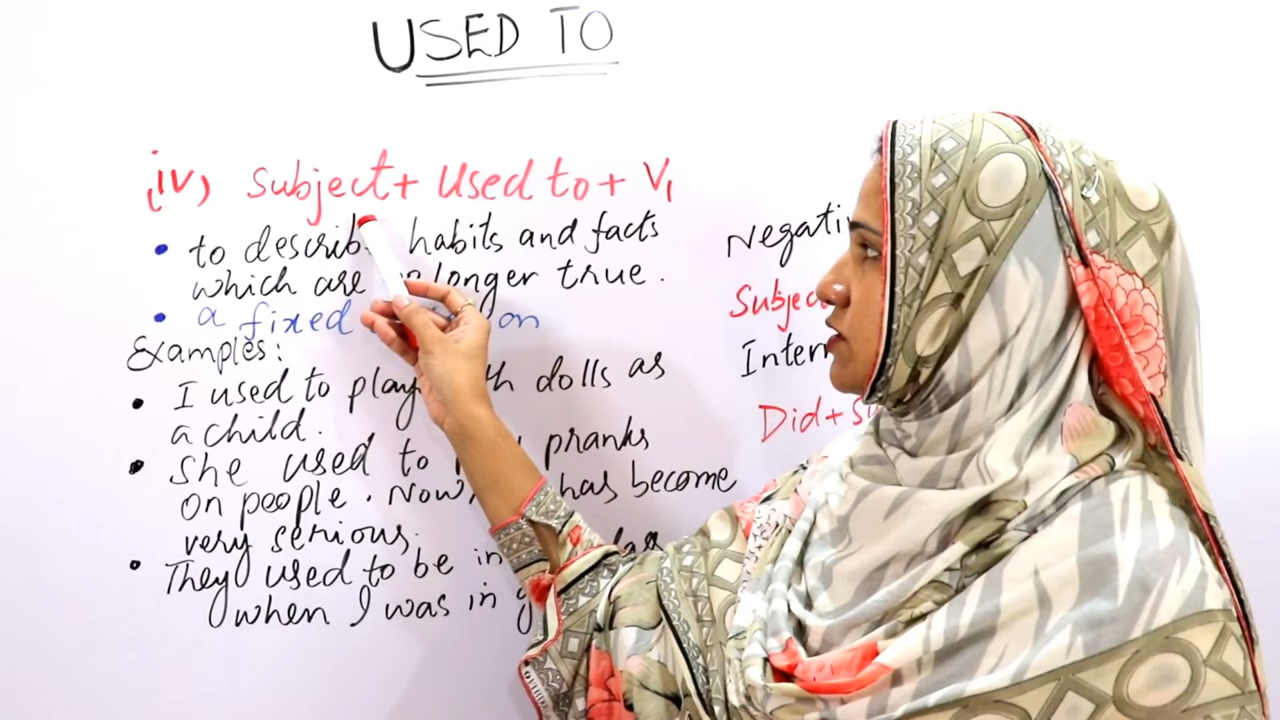 USED TO
(iv) Subject + Used to + V1
• to describ habits and facts
which are longer true.
• a fixed on
Examples:
• I used to play dolls as
a child.
• She used to pranks
on people. Now has become
very serious.
• They used to be in
when I was in
Negati
Subjec
Inter
Did + S